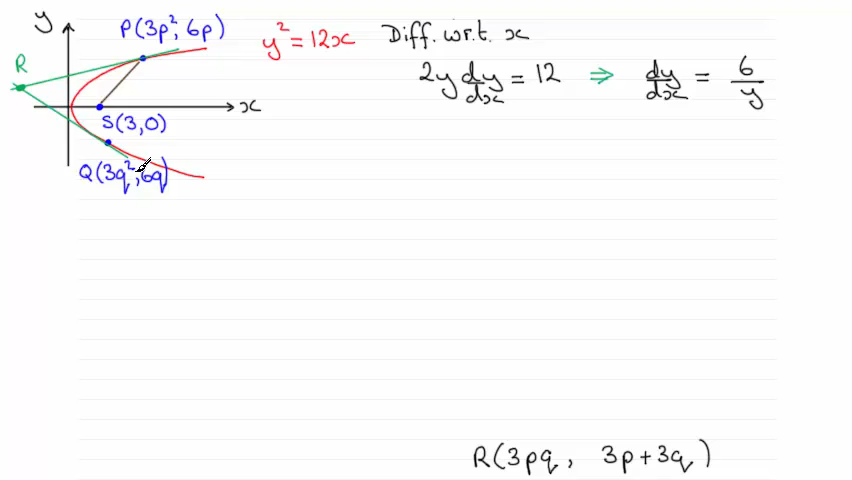 y
P(3p², 6p)
R
x
S(3,0)
Q(3q², 6q)
y² = 12x
Diff. w.r.t. x
2y dy/dx = 12 ⇒ dy/dx = 6/y
R(3pq, 3p+3q)